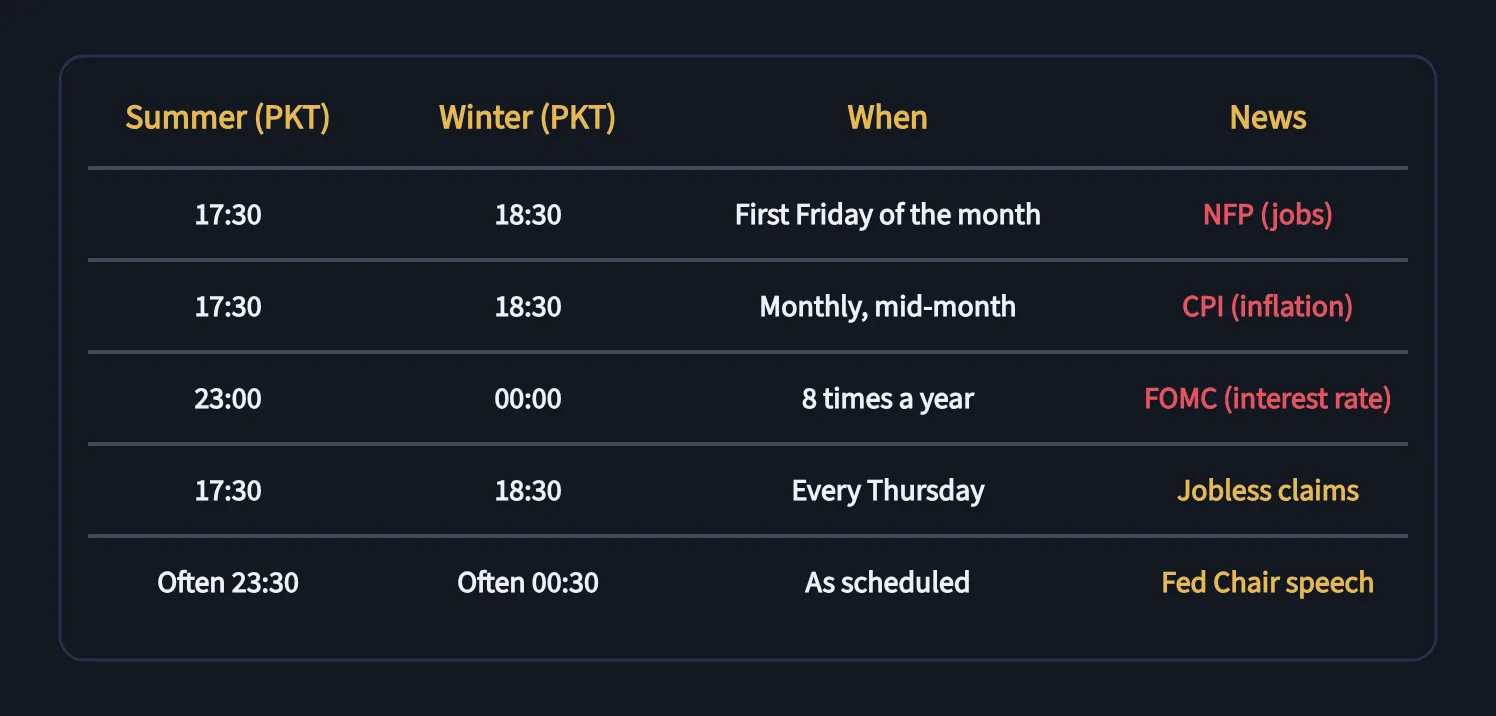 Summer (PKT) Winter (PKT) When News
17:30 18:30 First Friday of the month NFP (jobs)
17:30 18:30 Monthly, mid-month CPI (inflation)
23:00 00:00 8 times a year FOMC (interest rate)
17:30 18:30 Every Thursday Jobless claims
Often 23:30 Often 00:30 As scheduled Fed Chair speech